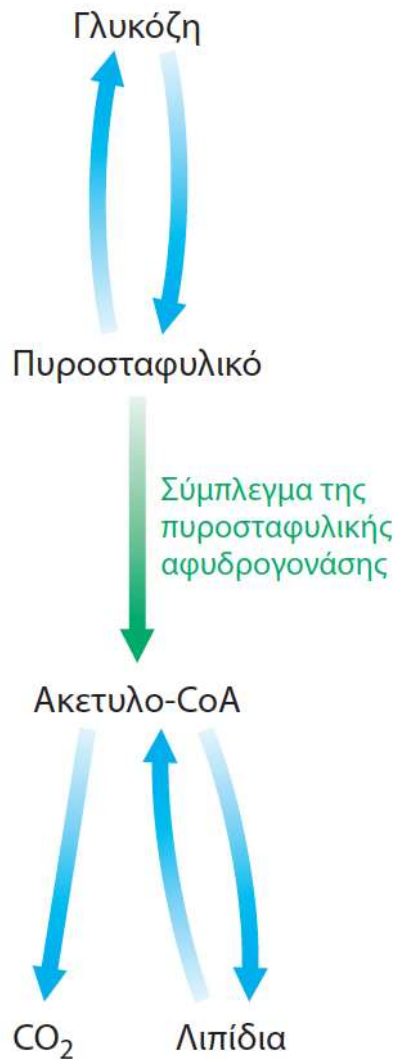 Γλυκόζη
Πυροσταφυλικό
Σύμπλεγμα της
πυροσταφυλικής
αφυδρογονάσης
Ακετυλο-CoA
CO₂
Λιπίδια